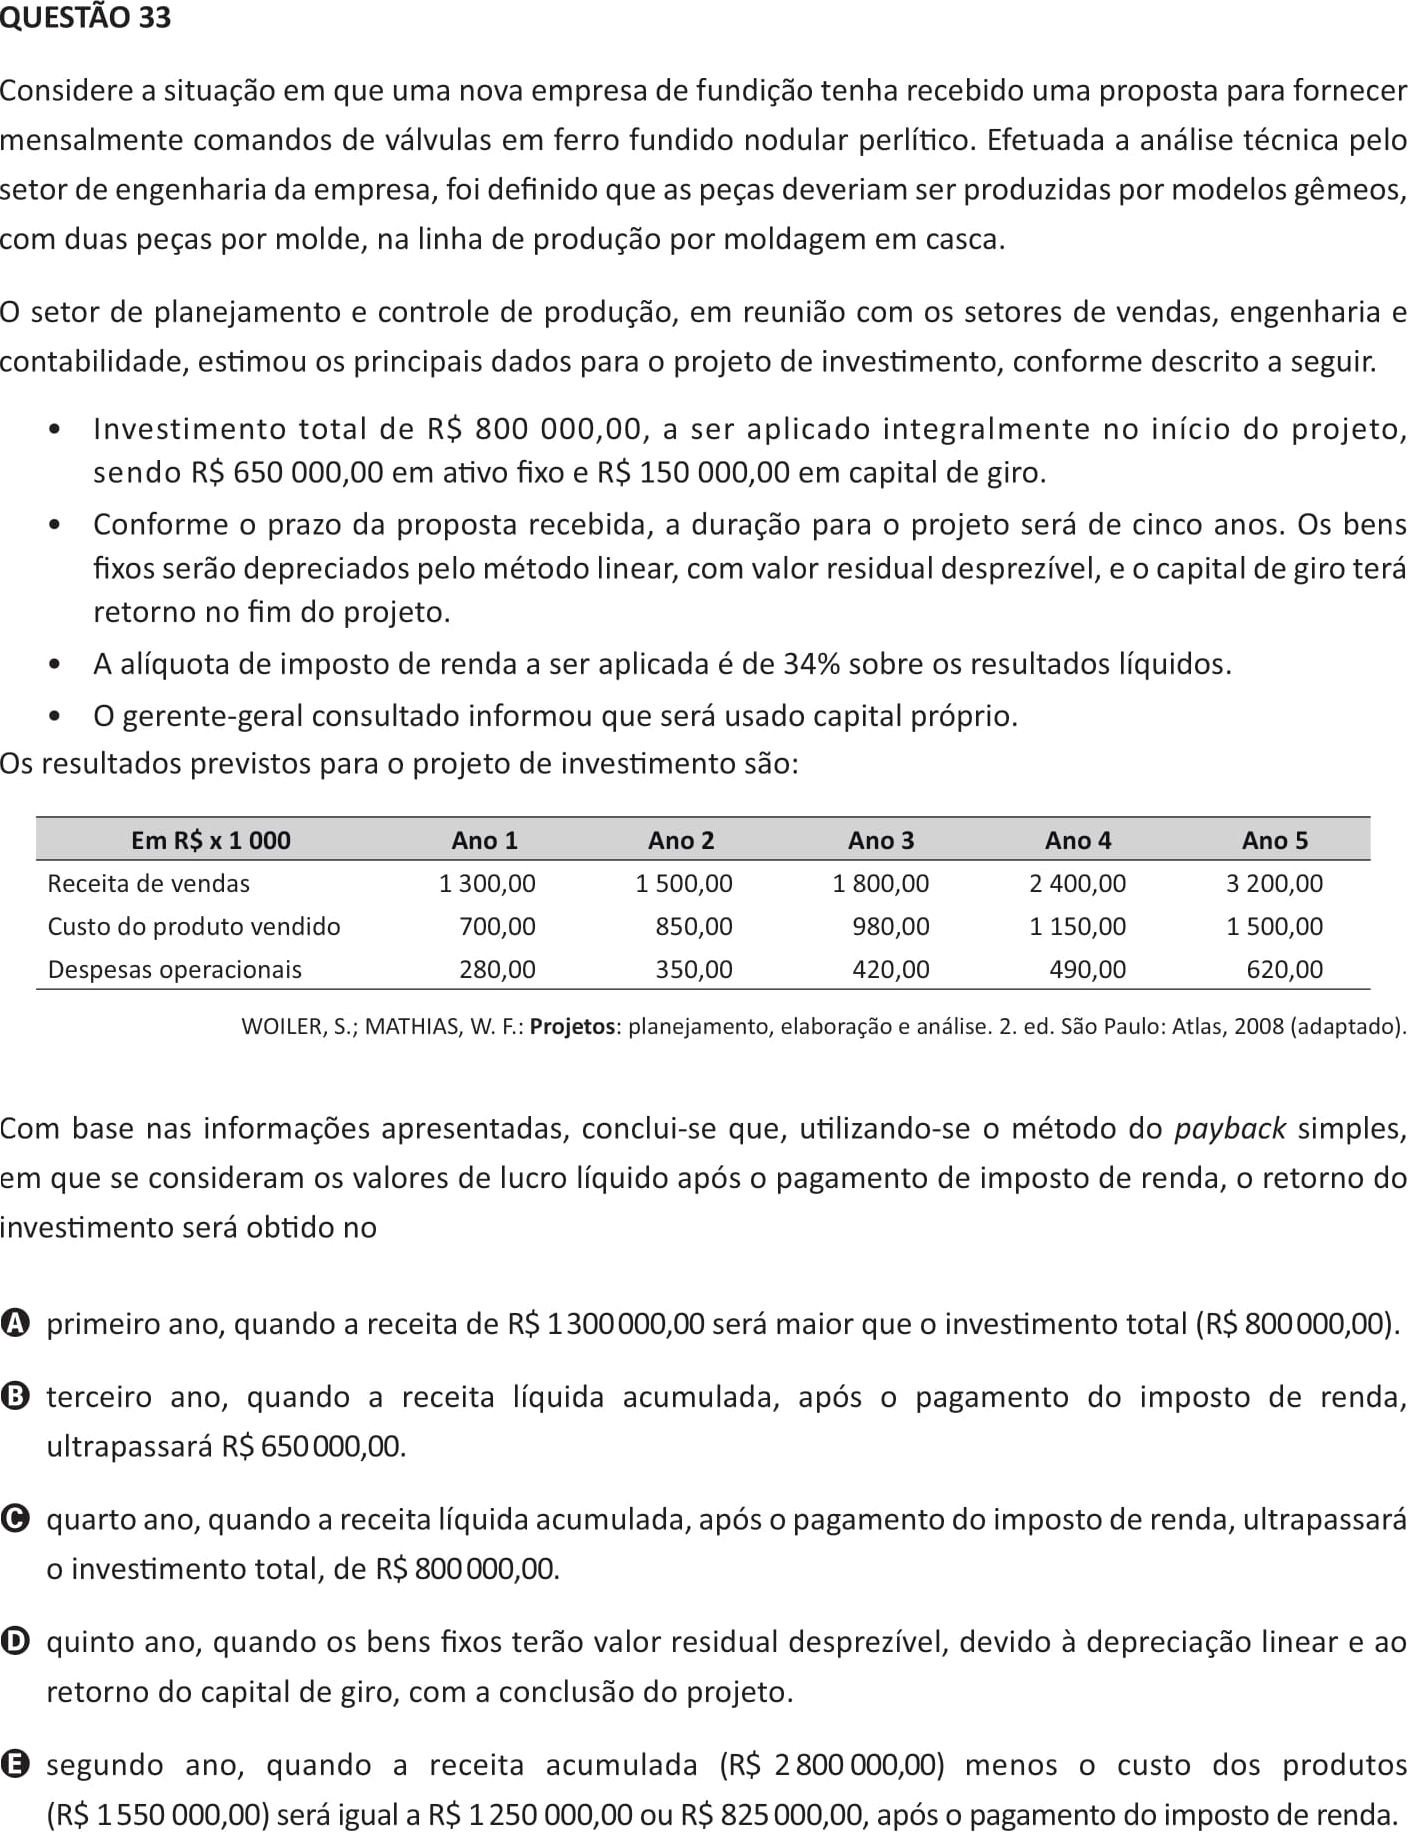 QUESTÃO 33
Considere a situação em que uma nova empresa de fundição tenha recebido uma proposta para fornecer
mensalmente comandos de válvulas em ferro fundido nodular perlítico. Efetuada a análise técnica pelo
setor de engenharia da empresa, foi definido que as peças deveriam ser produzidas por modelos gêmeos,
com duas peças por molde, na linha de produção por moldagem em casca.
O setor de planejamento e controle de produção, em reunião com os setores de vendas, engenharia e
contabilidade, estimou os principais dados para o projeto de investimento, conforme descrito a seguir.
• Investimento total de R$ 800 000,00, a ser aplicado integralmente no início do projeto,
sendo R$ 650 000,00 em ativo fixo e R$ 150 000,00 em capital de giro.
• Conforme o prazo da proposta recebida, a duração para o projeto será de cinco anos. Os bens
fixos serão depreciados pelo método linear, com valor residual desprezível, e o capital de giro terá
retorno no fim do projeto.
• A alíquota de imposto de renda a ser aplicada é de 34% sobre os resultados líquidos.
• O gerente-geral consultado informou que será usado capital próprio.
Os resultados previstos para o projeto de investimento são:
Em R$ x 1 000 Ano 1 Ano 2 Ano 3 Ano 4 Ano 5
Receita de vendas 1 300,00 1 500,00 1 800,00 2 400,00 3 200,00
Custo do produto vendido 700,00 850,00 980,00 1 150,00 1 500,00
Despesas operacionais 280,00 350,00 420,00 490,00 620,00
WOILER, S.; MATHIAS, W. F.: Projetos: planejamento, elaboração e análise. 2. ed. São Paulo: Atlas, 2008 (adaptado).
Com base nas informações apresentadas, conclui-se que, utilizando-se o método do payback simples,
em que se consideram os valores de lucro líquido após o pagamento de imposto de renda, o retorno do
investimento será obtido no
A primeiro ano, quando a receita de R$ 1 300 000,00 será maior que o investimento total (R$ 800 000,00).
B terceiro ano, quando a receita líquida acumulada, após o pagamento do imposto de renda,
ultrapassará R$ 650 000,00.
C quarto ano, quando a receita líquida acumulada, após o pagamento do imposto de renda, ultrapassará
o investimento total, de R$ 800 000,00.
D quinto ano, quando os bens fixos terão valor residual desprezível, devido à depreciação linear e ao
retorno do capital de giro, com a conclusão do projeto.
E segundo ano, quando a receita acumulada (R$ 2 800 000,00) menos o custo dos produtos
(R$ 1 550 000,00) será igual a R$ 1 250 000,00 ou R$ 825 000,00, após o pagamento do imposto de renda.